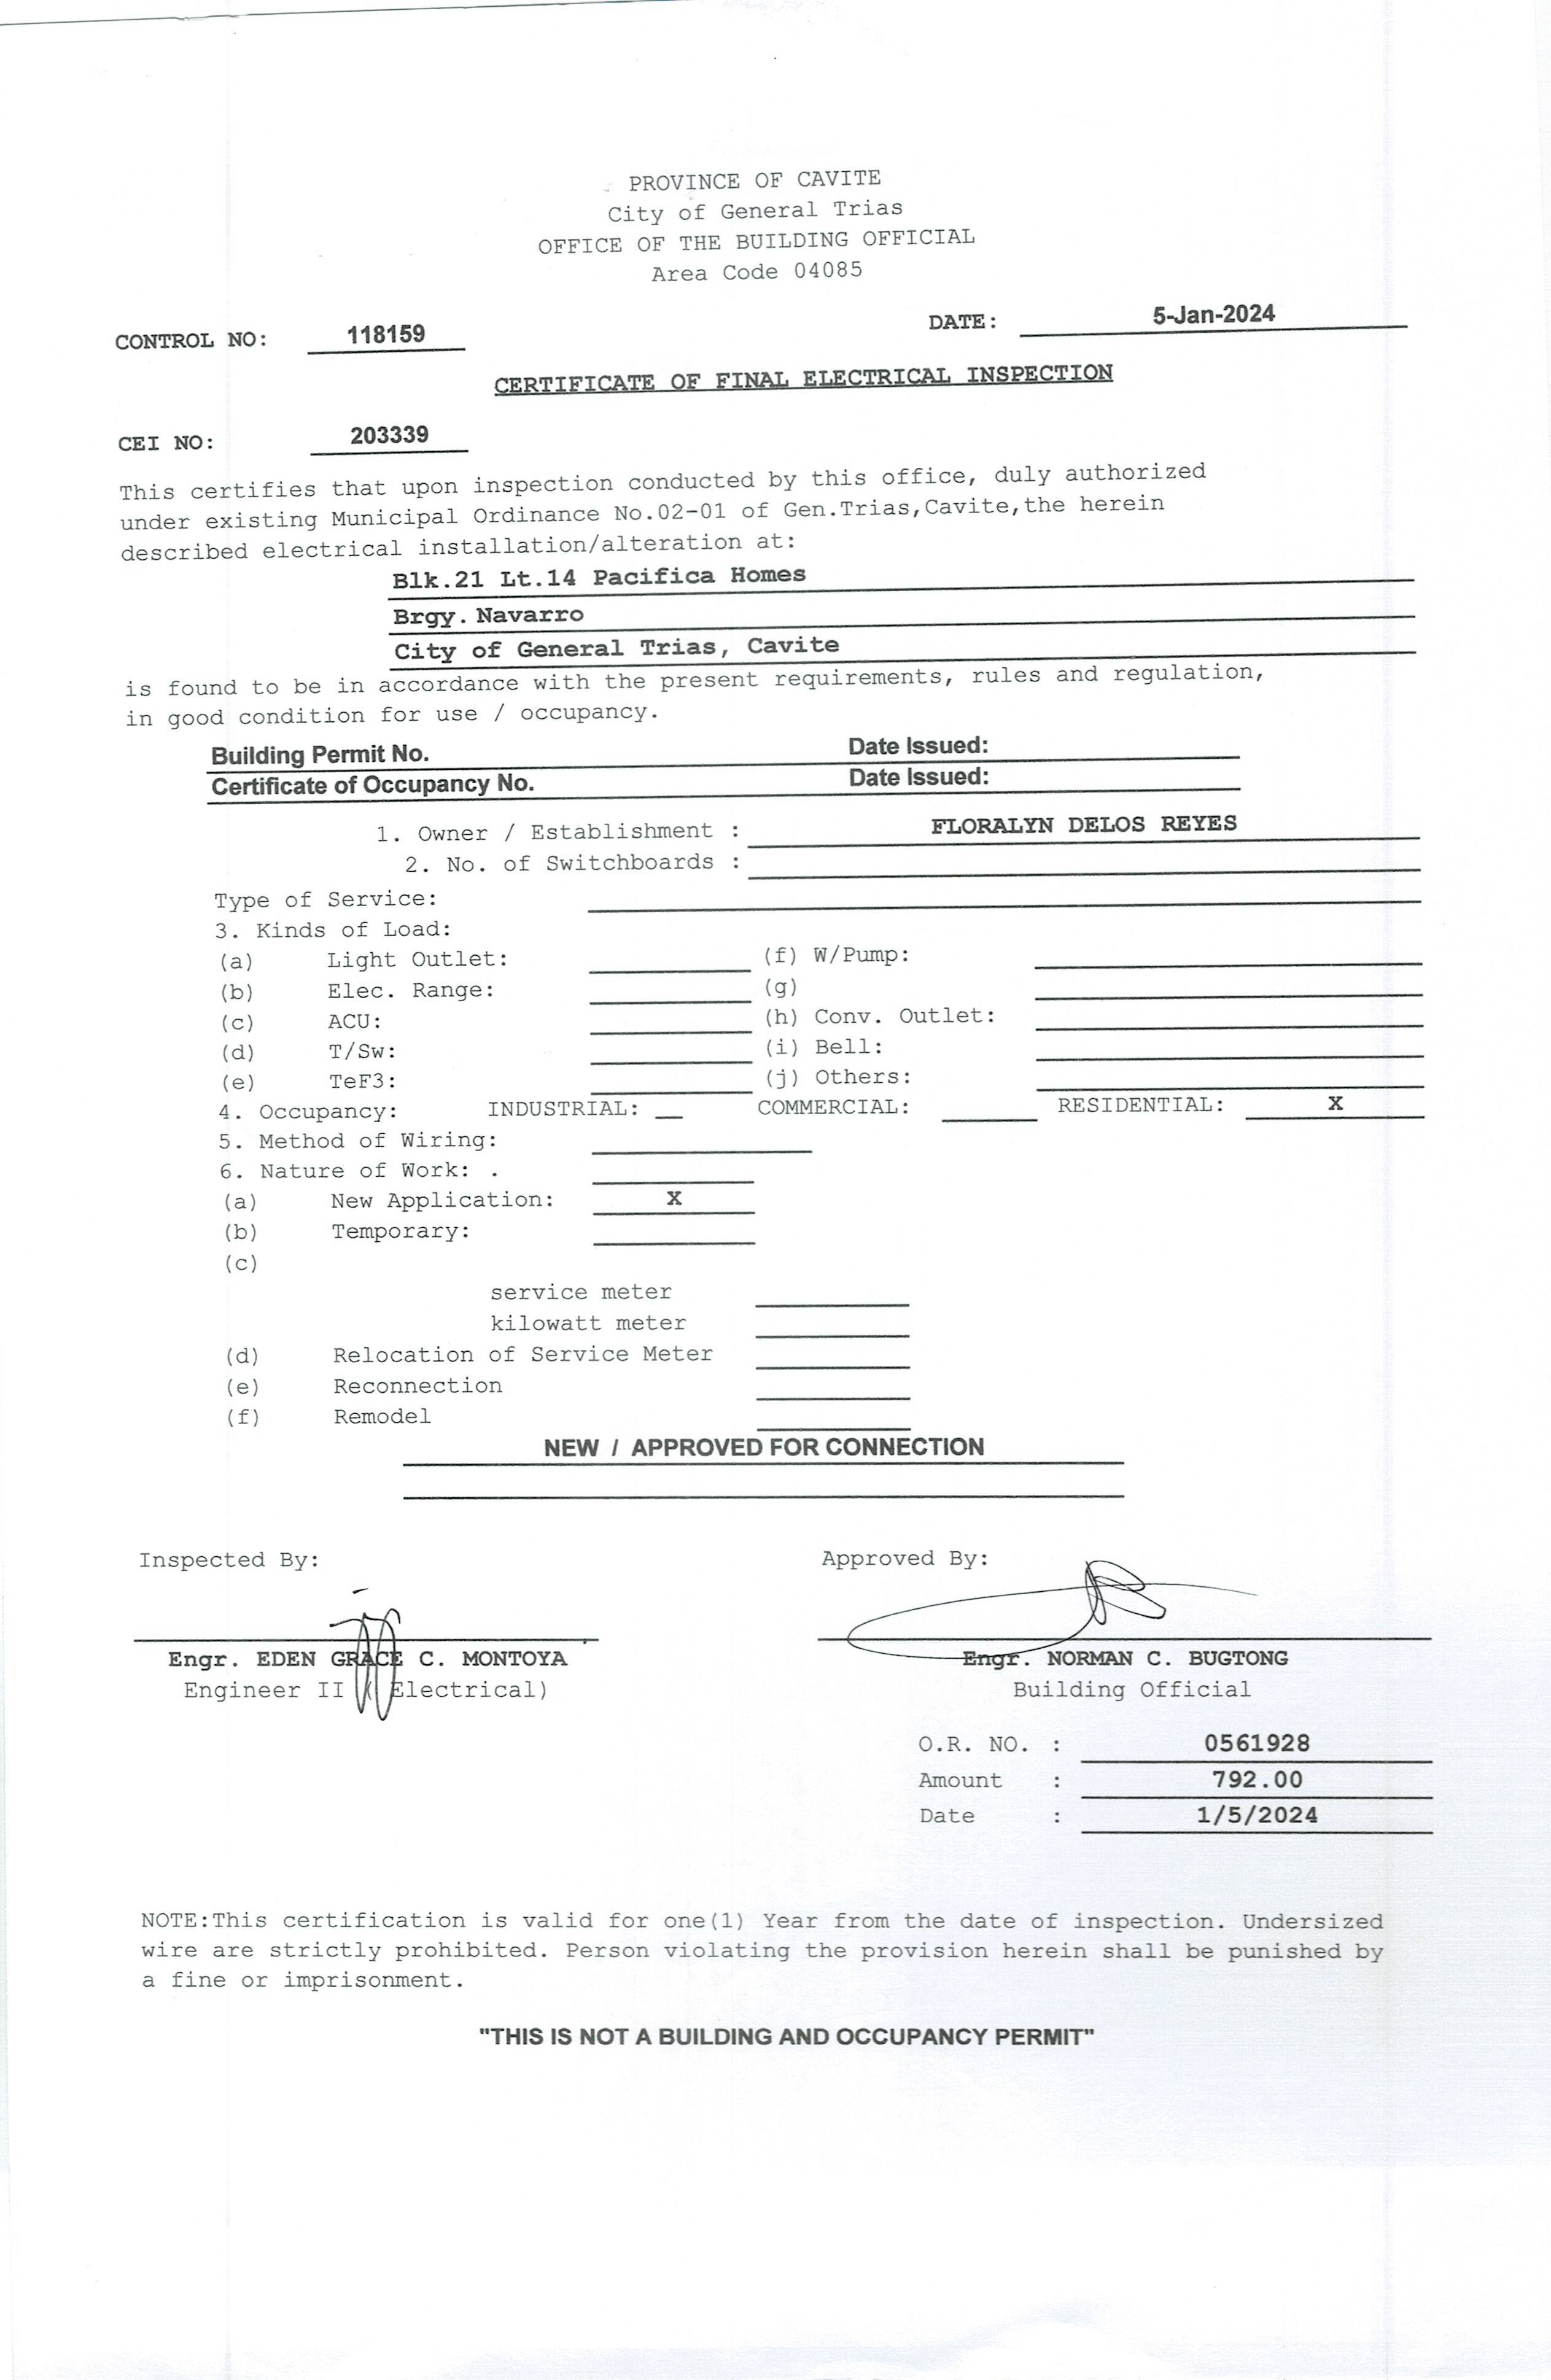 PROVINCE OF CAVITE
City of General Trias
OFFICE OF THE BUILDING OFFICIAL
Area Code 04085
CONTROL NO: 118159 DATE: 5-Jan-2024
CERTIFICATE OF FINAL ELECTRICAL INSPECTION
CEI NO: 203339
This certifies that upon inspection conducted by this office, duly authorized
under existing Municipal Ordinance No.02-01 of Gen.Trias,Cavite,the herein
described electrical installation/alteration at:
Blk.21 Lt.14 Pacifica Homes
Brgy. Navarro
City of General Trias, Cavite
is found to be in accordance with the present requirements, rules and regulation,
in good condition for use / occupancy.
Building Permit No. Date Issued:
Certificate of Occupancy No. Date Issued:
1. Owner / Establishment : FLORALYN DELOS REYES
2. No. of Switchboards :
Type of Service:
3. Kinds of Load:
(a) Light Outlet: (f) W/Pump:
(b) Elec. Range: (g)
(c) ACU: (h) Conv. Outlet:
(d) T/Sw: (i) Bell:
(e) TeF3: (j) Others:
4. Occupancy: INDUSTRIAL: COMMERCIAL: RESIDENTIAL: X
5. Method of Wiring:
6. Nature of Work: .
(a) New Application: X
(b) Temporary:
(c)
service meter
kilowatt meter
(d) Relocation of Service Meter
(e) Reconnection
(f) Remodel
NEW / APPROVED FOR CONNECTION
Inspected By: Approved By:
Engr. EDEN GRACE C. MONTOYA Engr. NORMAN C. BUGTONG
Engineer II ( Electrical) Building Official
O.R. NO. : 0561928
Amount : 792.00
Date : 1/5/2024
NOTE:This certification is valid for one(1) Year from the date of inspection. Undersized
wire are strictly prohibited. Person violating the provision herein shall be punished by
a fine or imprisonment.
"THIS IS NOT A BUILDING AND OCCUPANCY PERMIT"